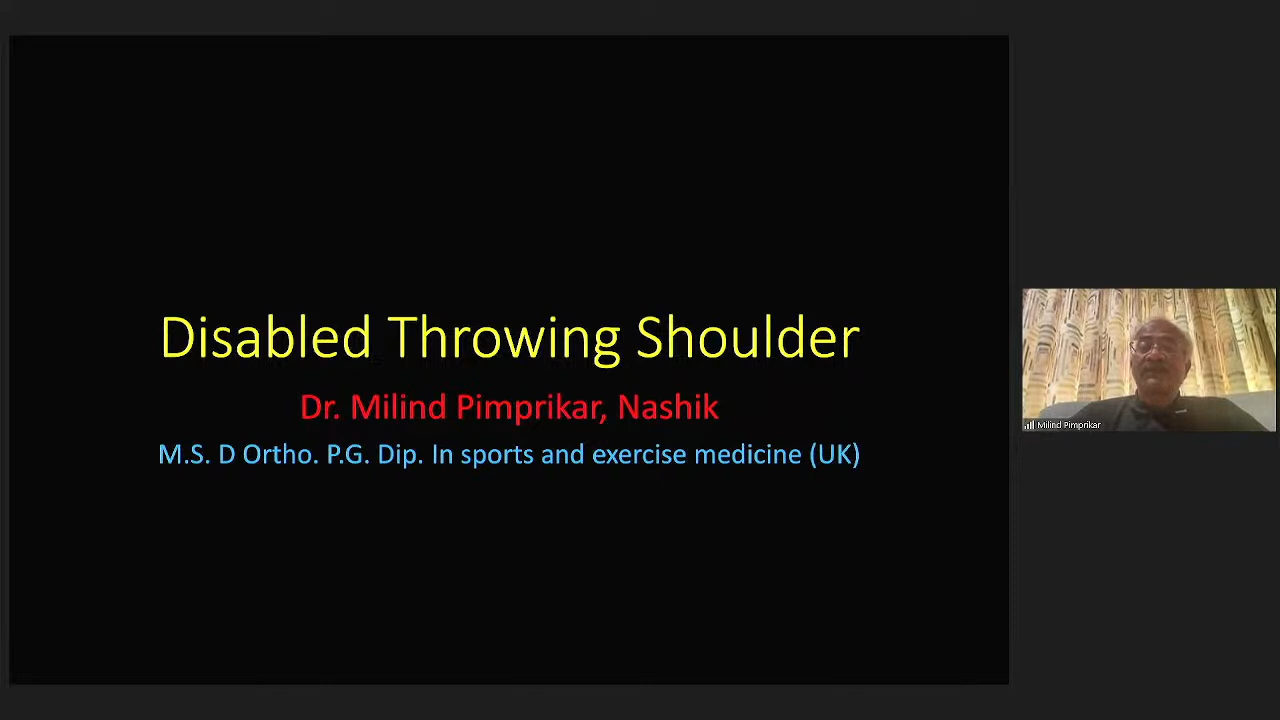 Disabled Throwing Shoulder
Dr. Milind Pimprikar, Nashik
M.S. D Ortho. P.G. Dip. In sports and exercise medicine (UK)
Milind Pimprikar